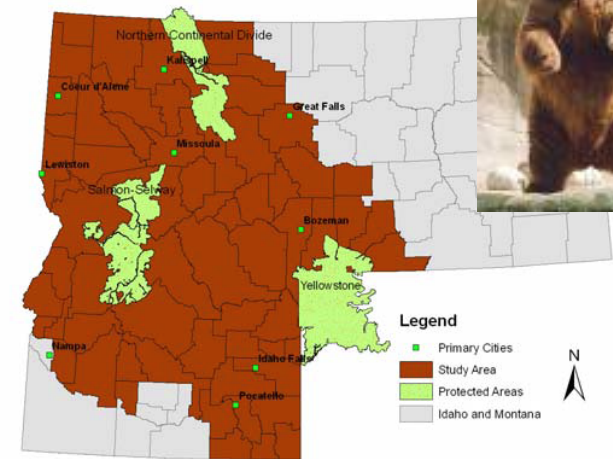 Northern Continental Divide
Kalispell
Coeur d'Alene
Great Falls
Missoula
Lewiston
Salmon-Selway
Bozeman
Yellowstone
Nampa
Idaho Falls
Pocatello
Legend
Primary Cities
Study Area
Protected Areas
Idaho and Montana
N